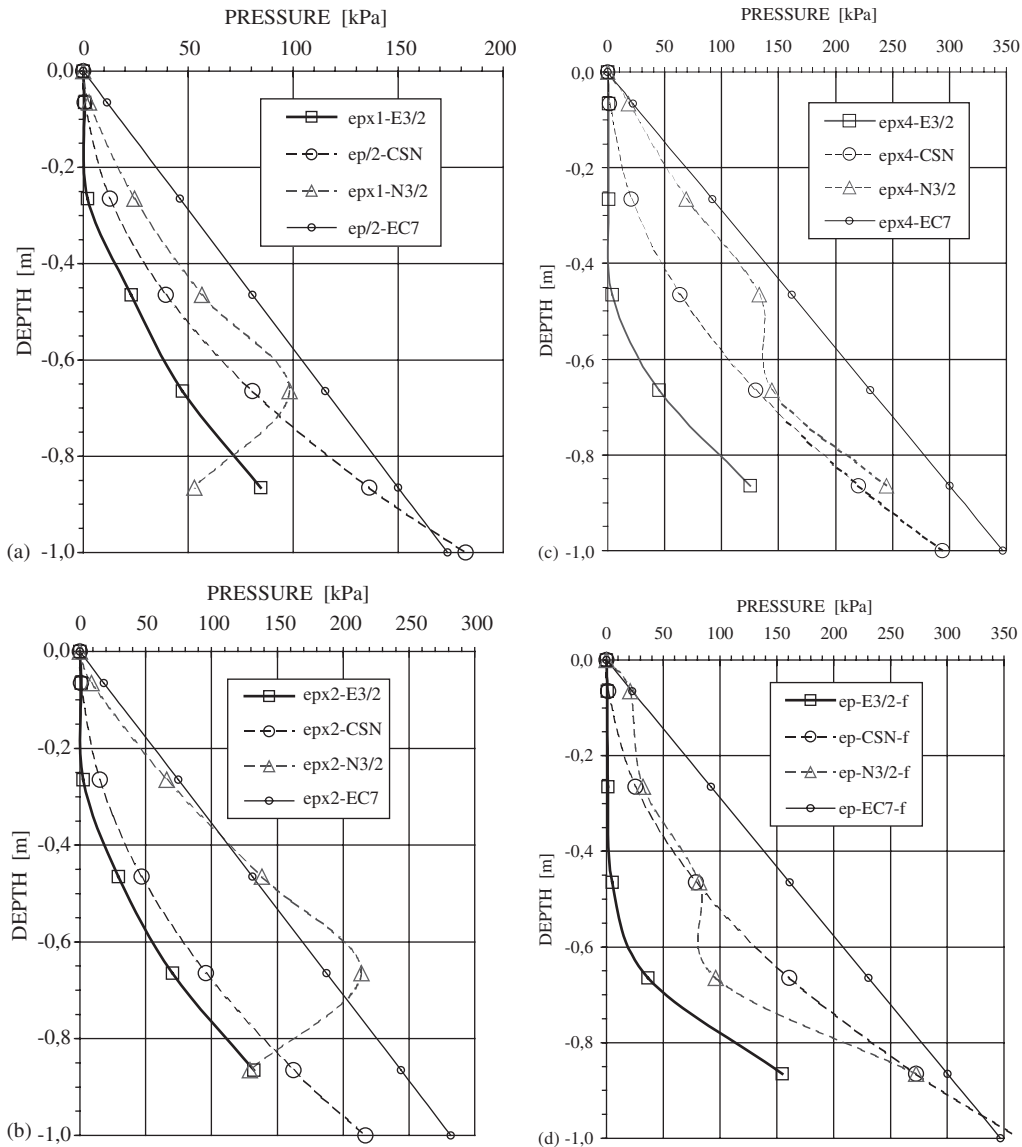 PRESSURE [kPa]
0 50 100 150 200
0,0
-0,2
-0,4
-0,6
-0,8
-1,0
DEPTH [m]
epx1-E3/2
ep/2-CSN
epx1-N3/2
ep/2-EC7
(a)
PRESSURE [kPa]
0 50 100 150 200 250 300 350
0,0
-0,2
-0,4
-0,6
-0,8
-1,0
DEPTH [m]
epx4-E3/2
epx4-CSN
epx4-N3/2
epx4-EC7
(c)
PRESSURE [kPa]
0 50 100 150 200 250 300
0,0
-0,2
-0,4
-0,6
-0,8
-1,0
DEPTH [m]
epx2-E3/2
epx2-CSN
epx2-N3/2
epx2-EC7
(b)
PRESSURE [kPa]
0 50 100 150 200 250 300 350
0,0
-0,2
-0,4
-0,6
-0,8
-1,0
DEPTH [m]
ep-E3/2-f
ep-CSN-f
ep-N3/2-f
ep-EC7-f
(d)